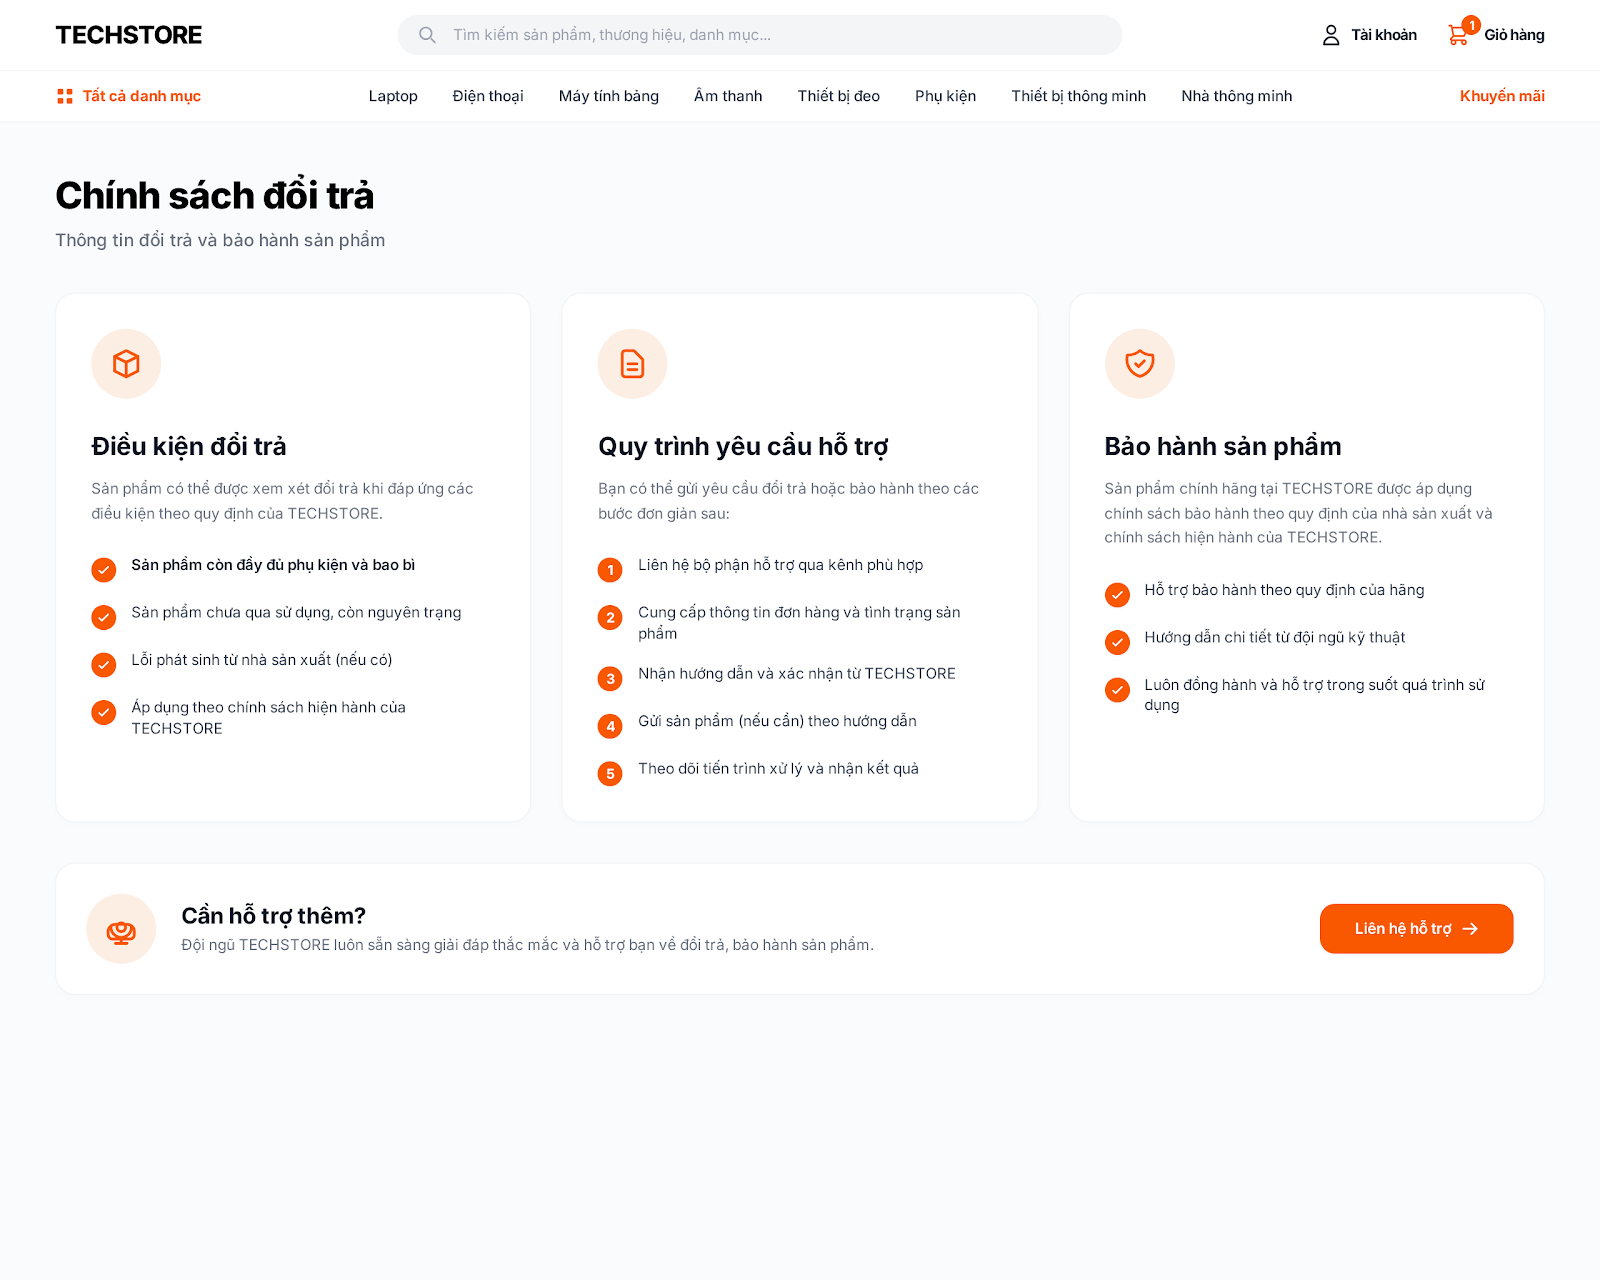 TECHSTORE
Tìm kiếm sản phẩm, thương hiệu, danh mục...
Tài khoản
1
Giỏ hàng
Tất cả danh mục
Laptop
Điện thoại
Máy tính bảng
Âm thanh
Thiết bị đeo
Phụ kiện
Thiết bị thông minh
Nhà thông minh
Khuyến mãi
Chính sách đổi trả
Thông tin đổi trả và bảo hành sản phẩm
Điều kiện đổi trả
Sản phẩm có thể được xem xét đổi trả khi đáp ứng các
điều kiện theo quy định của TECHSTORE.
Sản phẩm còn đầy đủ phụ kiện và bao bì
Sản phẩm chưa qua sử dụng, còn nguyên trạng
Lỗi phát sinh từ nhà sản xuất (nếu có)
Áp dụng theo chính sách hiện hành của
TECHSTORE
Quy trình yêu cầu hỗ trợ
Bạn có thể gửi yêu cầu đổi trả hoặc bảo hành theo các
bước đơn giản sau:
1 Liên hệ bộ phận hỗ trợ qua kênh phù hợp
2 Cung cấp thông tin đơn hàng và tình trạng sản
phẩm
3 Nhận hướng dẫn và xác nhận từ TECHSTORE
4 Gửi sản phẩm (nếu cần) theo hướng dẫn
5 Theo dõi tiến trình xử lý và nhận kết quả
Bảo hành sản phẩm
Sản phẩm chính hãng tại TECHSTORE được áp dụng
chính sách bảo hành theo quy định của nhà sản xuất và
chính sách hiện hành của TECHSTORE.
Hỗ trợ bảo hành theo quy định của hãng
Hướng dẫn chi tiết từ đội ngũ kỹ thuật
Luôn đồng hành và hỗ trợ trong suốt quá trình sử
dụng
Cần hỗ trợ thêm?
Đội ngũ TECHSTORE luôn sẵn sàng giải đáp thắc mắc và hỗ trợ bạn về đổi trả, bảo hành sản phẩm.
Liên hệ hỗ trợ